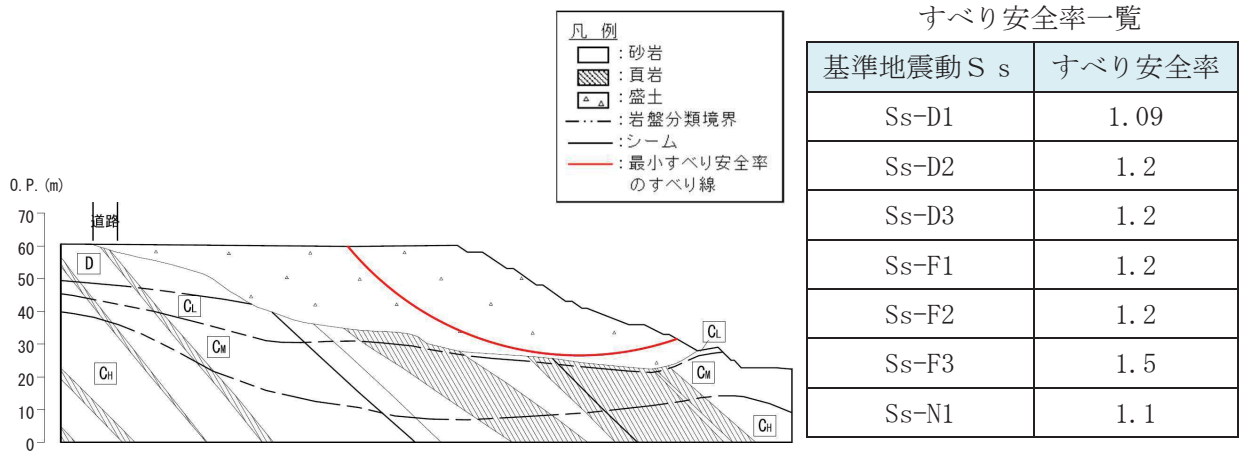 凡 例
:砂岩
:頁岩
:盛土
:岩盤分類境界
:シーム
:最小すべり安全率
のすべり線
O.P.(m)
70
60
50
40
30
20
10
0
道路
D
CL
CM
CH
CL
CM
CH
すべり安全率一覧
基準地震動Ss すべり安全率
Ss-D1 1.09
Ss-D2 1.2
Ss-D3 1.2
Ss-F1 1.2
Ss-F2 1.2
Ss-F3 1.5
Ss-N1 1.1